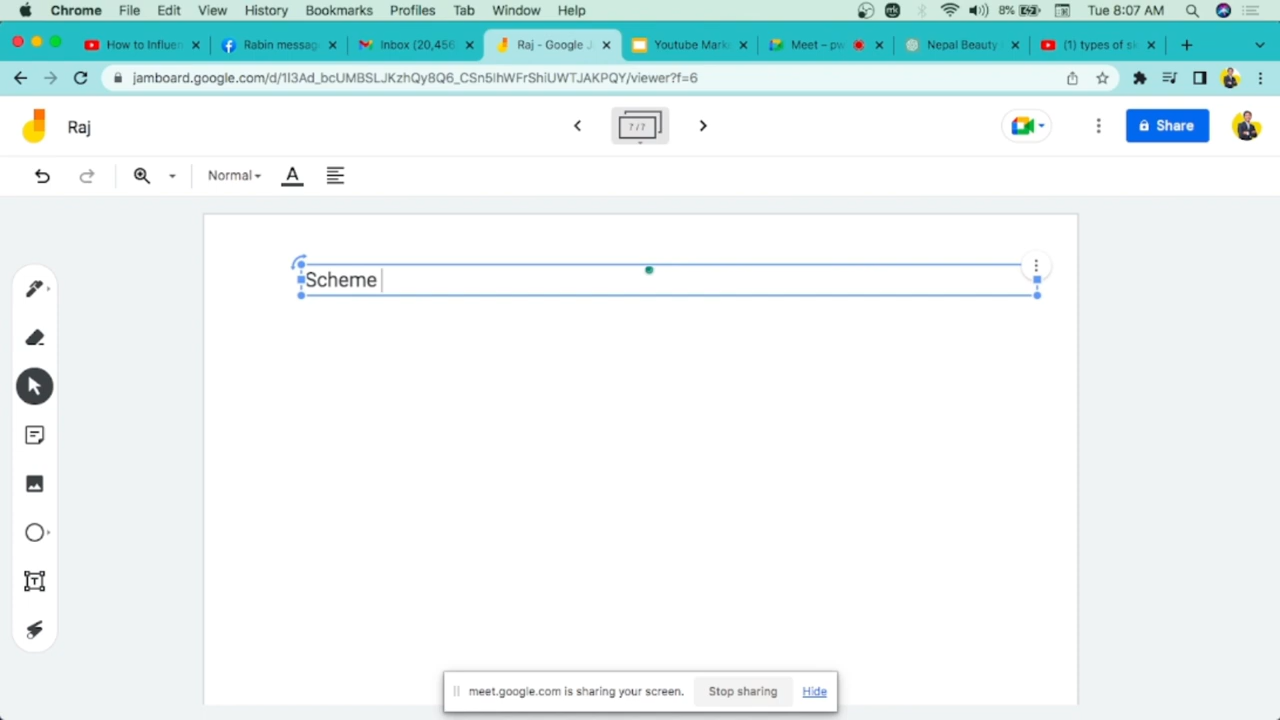 Chrome File Edit View History Bookmarks Profiles Tab Window Help 8% Tue 8:07 AM
How to Influen Rabin messag Inbox (20,456 Raj - Google J Youtube Mark Meet – pw Nepal Beauty (1) types of sk
jamboard.google.com/d/1I3Ad_bcUMBSLJKzhQy8Q6_CSn5IhWFrShiUWTJAKPQY/viewer?f=6
Raj 7 / 7 Share
Normal A
Scheme
meet.google.com is sharing your screen. Stop sharing Hide